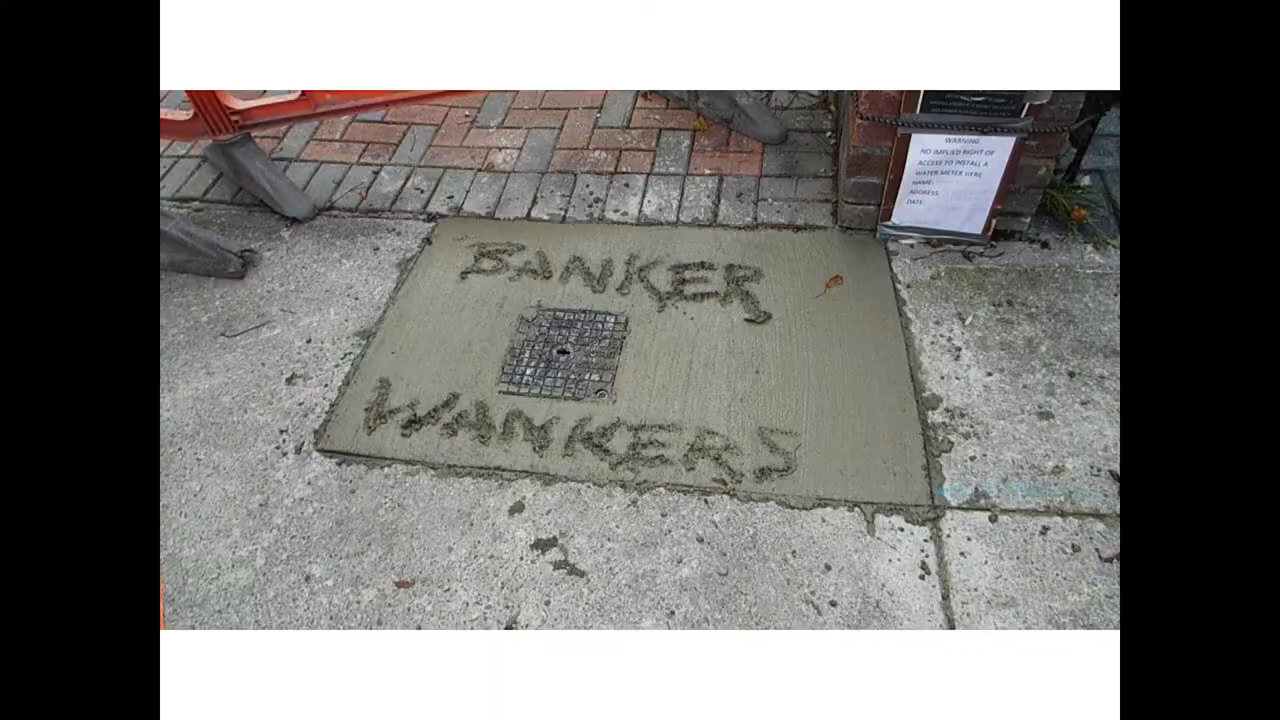 BANKER
WANKERS
WARNING
NO IMPLIED RIGHT OF
ACCESS TO INSTALL A
WATER METER HERE
NAME:
ADDRESS
DATE